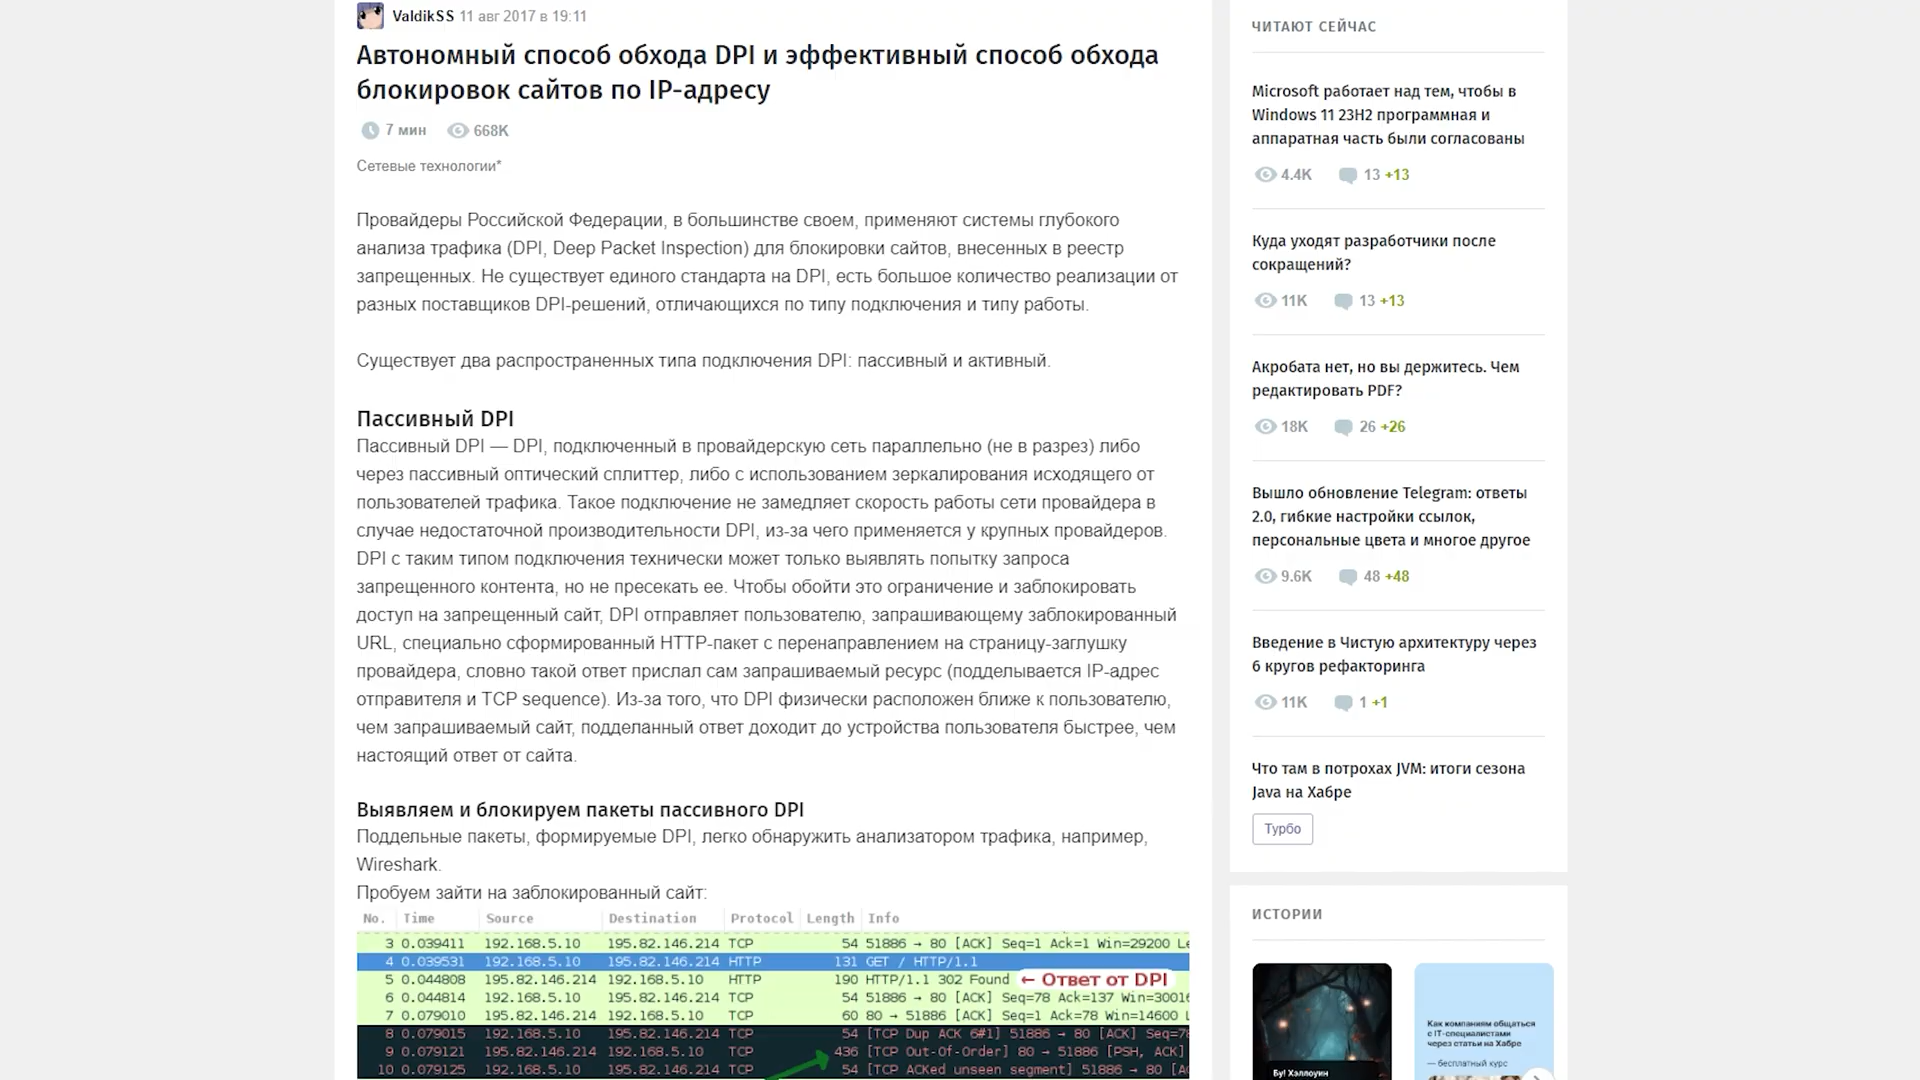 ValdikSS 11 авг 2017 в 19:11
Автономный способ обхода DPI и эффективный способ обхода
блокировок сайтов по IP-адресу
7 мин 668K
Сетевые технологии*
Провайдеры Российской Федерации, в большинстве своем, применяют системы глубокого
анализа трафика (DPI, Deep Packet Inspection) для блокировки сайтов, внесенных в реестр
запрещенных. Не существует единого стандарта на DPI, есть большое количество реализации от
разных поставщиков DPI-решений, отличающихся по типу подключения и типу работы.
Существует два распространенных типа подключения DPI: пассивный и активный.
Пассивный DPI
Пассивный DPI — DPI, подключенный в провайдерскую сеть параллельно (не в разрез) либо
через пассивный оптический сплиттер, либо с использованием зеркалирования исходящего от
пользователей трафика. Такое подключение не замедляет скорость работы сети провайдера в
случае недостаточной производительности DPI, из-за чего применяется у крупных провайдеров.
DPI с таким типом подключения технически может только выявлять попытку запроса
запрещенного контента, но не пресекать ее. Чтобы обойти это ограничение и заблокировать
доступ на запрещенный сайт, DPI отправляет пользователю, запрашивающему заблокированный
URL, специально сформированный HTTP-пакет с перенаправлением на страницу-заглушку
провайдера, словно такой ответ прислал сам запрашиваемый ресурс (подделывается IP-адрес
отправителя и TCP sequence). Из-за того, что DPI физически расположен ближе к пользователю,
чем запрашиваемый сайт, подделанный ответ доходит до устройства пользователя быстрее, чем
настоящий ответ от сайта.
Выявляем и блокируем пакеты пассивного DPI
Поддельные пакеты, формируемые DPI, легко обнаружить анализатором трафика, например,
Wireshark.
Пробуем зайти на заблокированный сайт:
No. Time Source Destination Protocol Length Info
3 0.039411 192.168.5.10 195.82.146.214 TCP 54 51886 → 80 [ACK] Seq=1 Ack=1 Win=29200 Le
4 0.039531 192.168.5.10 195.82.146.214 HTTP 131 GET / HTTP/1.1
5 0.044808 195.82.146.214 192.168.5.10 HTTP 190 HTTP/1.1 302 Found ← Ответ от DPI
6 0.044814 192.168.5.10 195.82.146.214 TCP 54 51886 → 80 [ACK] Seq=78 Ack=137 Win=30016
7 0.079010 195.82.146.214 192.168.5.10 TCP 60 80 → 51886 [ACK] Seq=1 Ack=78 Win=14600 L
8 0.079015 192.168.5.10 195.82.146.214 TCP 54 [TCP Dup ACK 6#1] 51886 → 80 [ACK] Seq=78
9 0.079121 195.82.146.214 192.168.5.10 TCP 436 [TCP Out-Of-Order] 80 → 51886 [PSH, ACK]
10 0.079125 192.168.5.10 195.82.146.214 TCP 54 [TCP ACKed unseen segment] 51886 → 80 [A
ЧИТАЮТ СЕЙЧАС
Microsoft работает над тем, чтобы в
Windows 11 23H2 программная и
аппаратная часть были согласованы
4.4K 13 +13
Куда уходят разработчики после
сокращений?
11K 13 +13
Акробата нет, но вы держитесь. Чем
редактировать PDF?
18K 26 +26
Вышло обновление Telegram: ответы
2.0, гибкие настройки ссылок,
персональные цвета и многое другое
9.6K 48 +48
Введение в Чистую архитектуру через
6 кругов рефакторинга
11K 1 +1
Что там в потрохах JVM: итоги сезона
Java на Хабре
Турбо
ИСТОРИИ
Бу! Хэллоуин
Как компаниям общаться
с IT-специалистами
через статьи на Хабре
— бесплатный курс